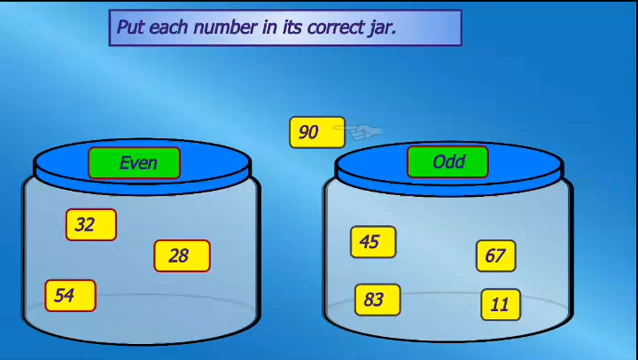 Put each number in its correct jar.
90
Even
Odd
32
28
54
45
67
83
11